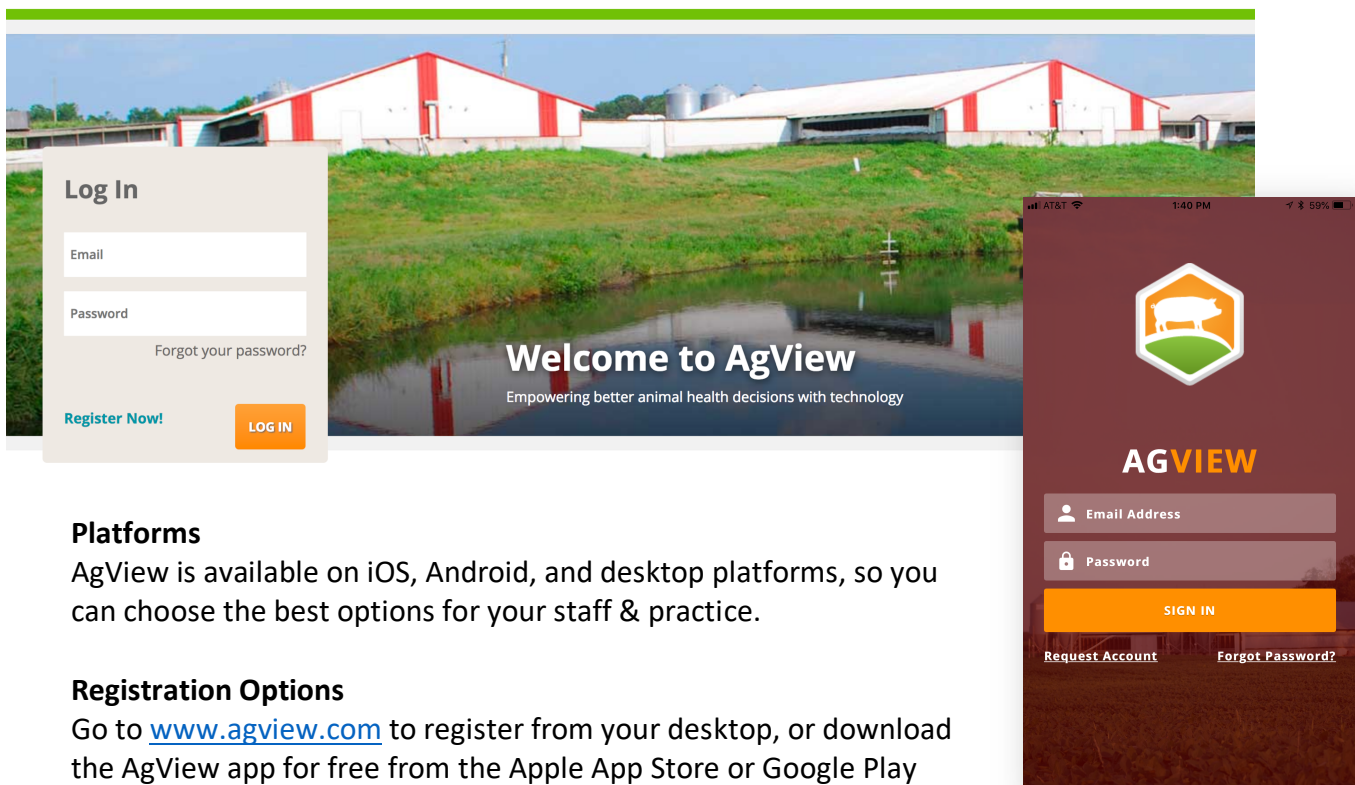 Log In
Email
Password
Forgot your password?
Register Now!
LOG IN
Welcome to AgView
Empowering better animal health decisions with technology
AT&T 1:40 PM 59%
AGVIEW
Email Address
Password
SIGN IN
Request Account Forgot Password?
Platforms
AgView is available on iOS, Android, and desktop platforms, so you
can choose the best options for your staff & practice.
Registration Options
Go to www.agview.com to register from your desktop, or download
the AgView app for free from the Apple App Store or Google Play